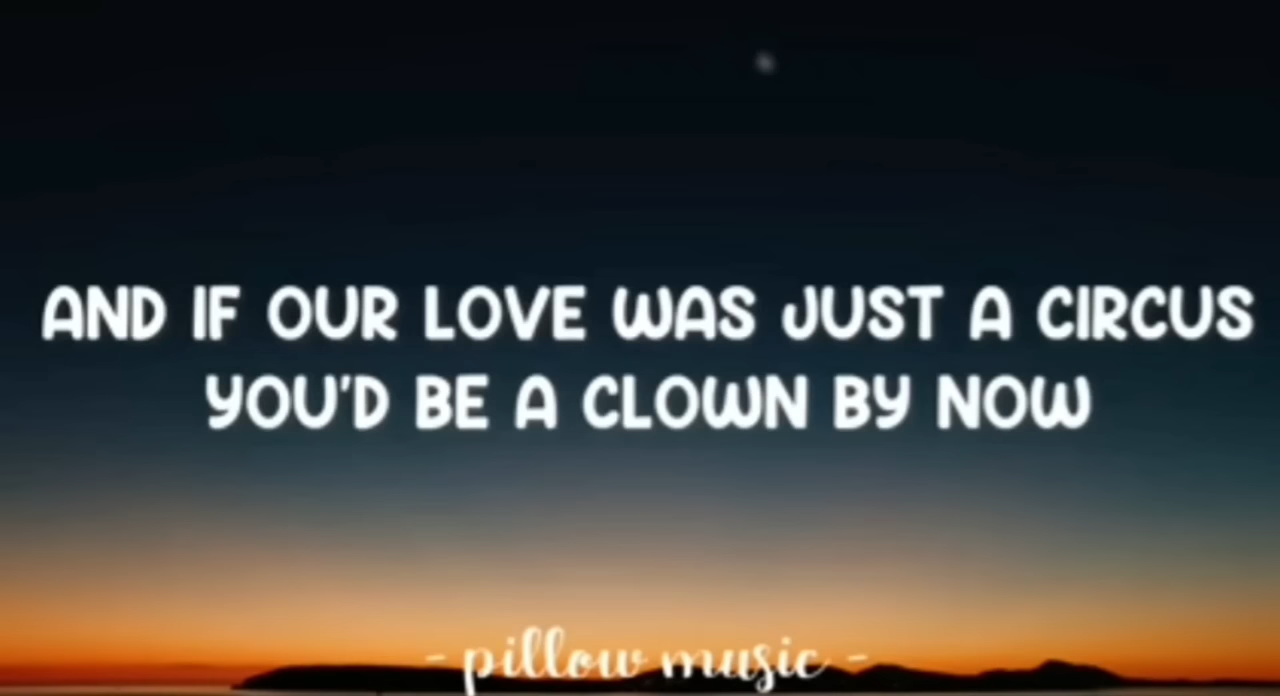 AND IF OUR LOVE WAS JUST A CIRCUS
YOU'D BE A CLOWN BY NOW
- pillow music -